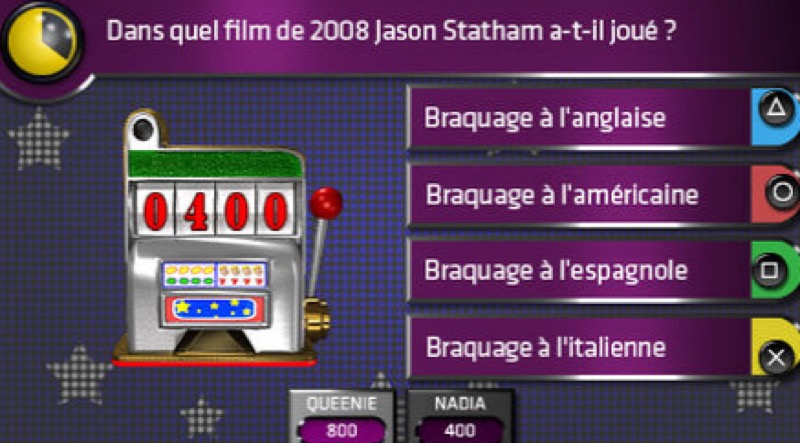 Dans quel film de 2008 Jason Statham a-t-il joué ?
Braquage à l'anglaise
Braquage à l'américaine
0400
Braquage à l'espagnole
Braquage à l'italienne
QUEENIE
800
NADIA
400